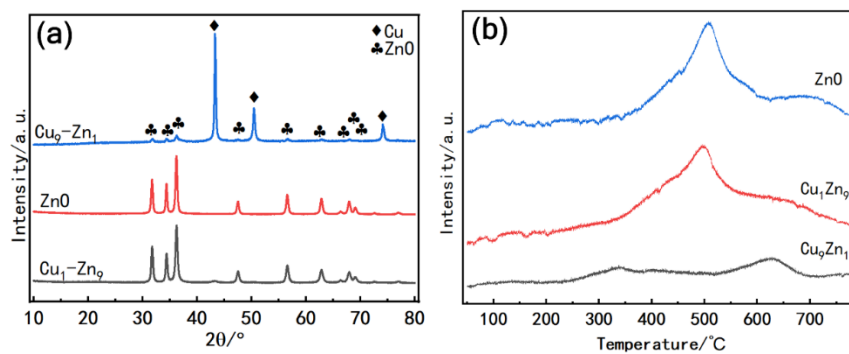 (a)
♦Cu
♣ZnO
Cu₉-Zn₁
ZnO
Cu₁-Zn₉
Intensity/a.u.
10 20 30 40 50 60 70 80
2θ/°
(b)
ZnO
Cu₁Zn₉
Cu₉Zn₁
Intensity/a.u.
100 200 300 400 500 600 700
Temperature/℃